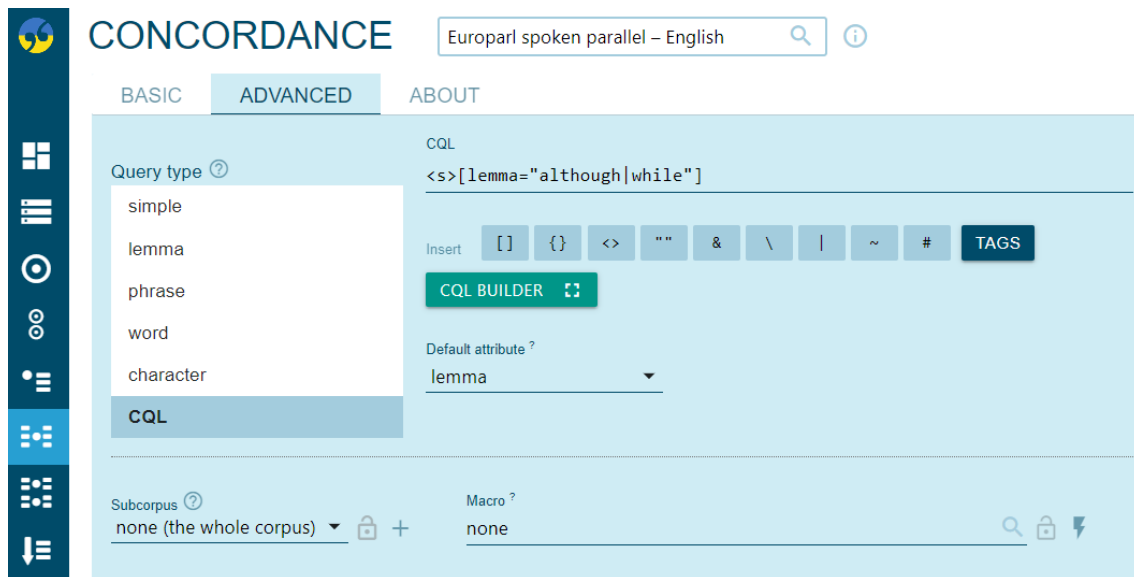 CONCORDANCE
Europarl spoken parallel – English
BASIC ADVANCED ABOUT
CQL
<s>[lemma="although|while"]
Query type ?
simple
lemma
phrase
word
character
CQL
Insert [] {} <> "" & \ | ~ # TAGS
CQL BUILDER
Default attribute ?
lemma
Subcorpus ?
none (the whole corpus)
Macro ?
none